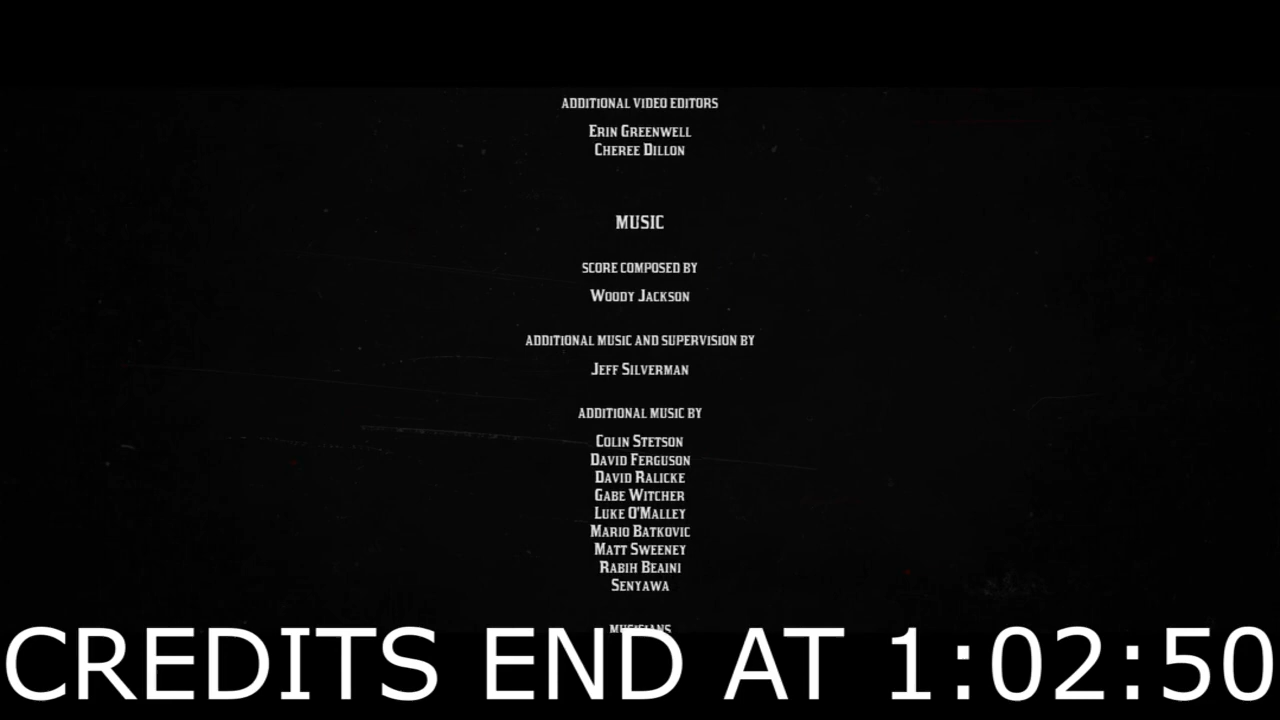 ADDITIONAL VIDEO EDITORS
ERIN GREENWELL
CHEREE DILLON
MUSIC
SCORE COMPOSED BY
WOODY JACKSON
ADDITIONAL MUSIC AND SUPERVISION BY
JEFF SILVERMAN
ADDITIONAL MUSIC BY
COLIN STETSON
DAVID FERGUSON
DAVID RALICKE
GABE WITCHER
LUKE O'MALLEY
MARIO BATKOVIC
MATT SWEENEY
RABIH BEAINI
SENYAWA
MUSICIANS
CREDITS END AT 1:02:50